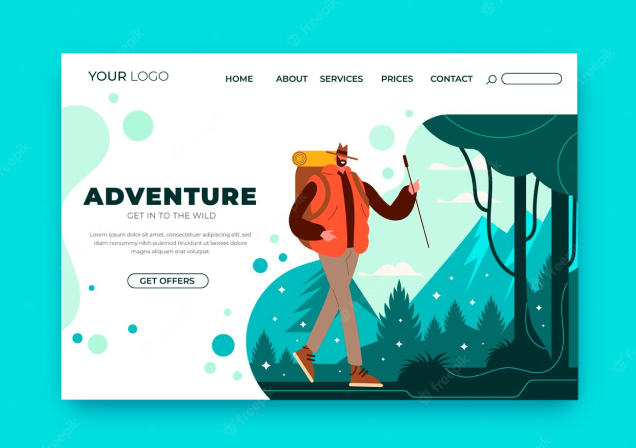 YOUR LOGO
HOME ABOUT SERVICES PRICES CONTACT
ADVENTURE
GET IN TO THE WILD
Lorem ipsum dolor sit amet, consectetuer adipiscing elit, sed
diam nonummy nibh euismod tincidunt ut laoreet dolore
magna aliquam erat volutpat.
GET OFFERS